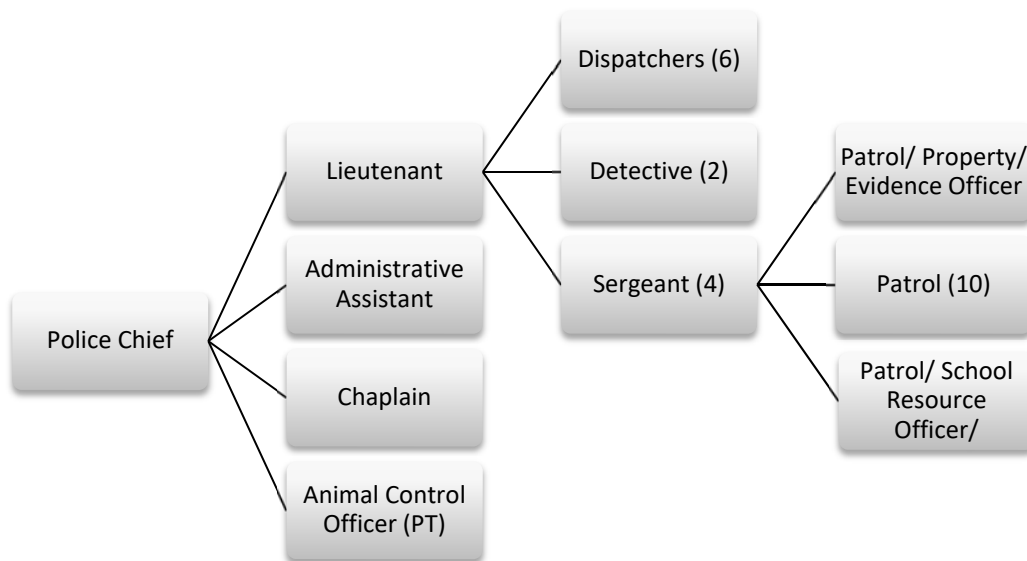 Police Chief
Lieutenant
Administrative
Assistant
Chaplain
Animal Control
Officer (PT)
Dispatchers (6)
Detective (2)
Sergeant (4)
Patrol/ Property/
Evidence Officer
Patrol (10)
Patrol/ School
Resource
Officer/